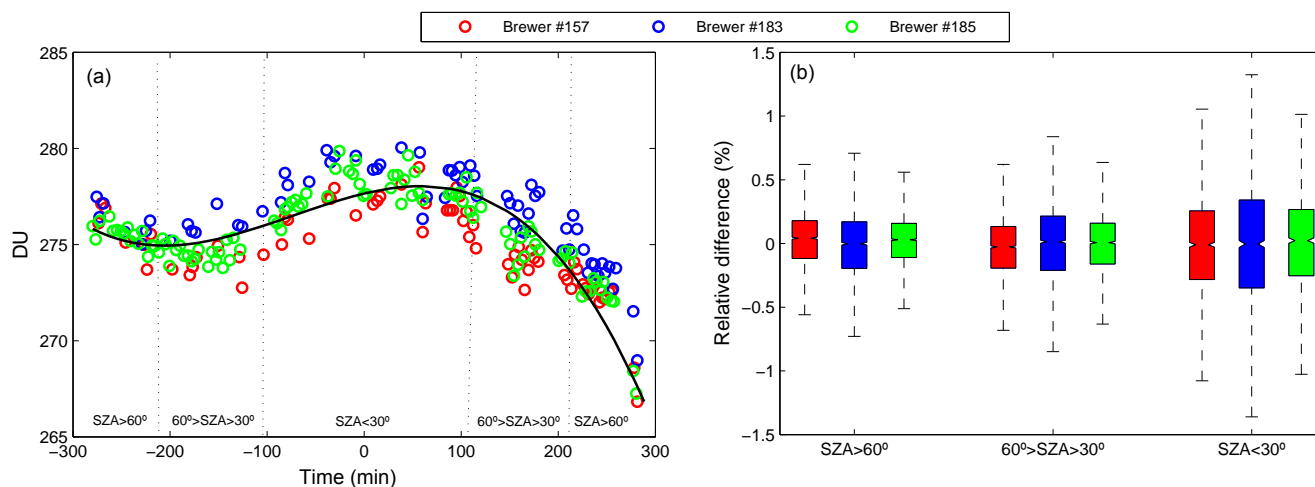 Brewer #157 Brewer #183 Brewer #185
(a)
DU
285
280
275
270
265
SZA>60º 60º>SZA>30º SZA<30º 60º>SZA>30º SZA>60º
−300 −200 −100 0 100 200 300
Time (min)
(b)
Relative difference (%)
1.5
1
0.5
0
−0.5
−1
−1.5
SZA>60º 60º>SZA>30º SZA<30º